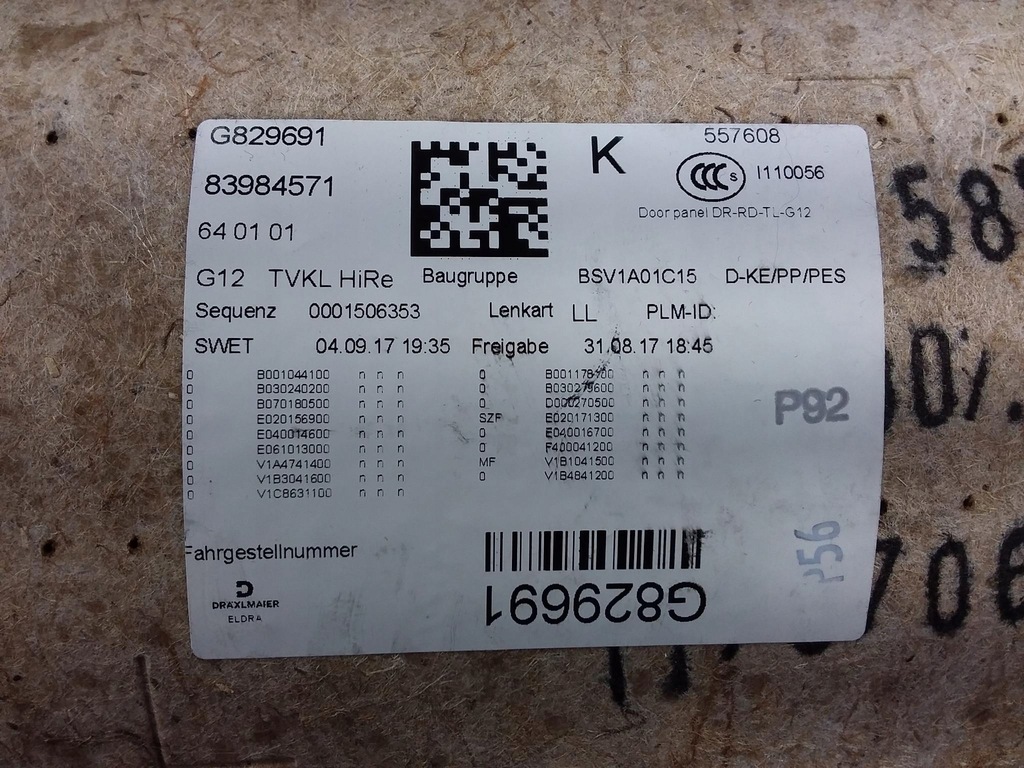 G829691
83984571
64 01 01
K
557608
CCC S I110056
Door panel DR-RD-TL-G12
G12 TVKL HiRe Baugruppe BSV1A01C15 D-KE/PP/PES
Sequenz 0001506353 Lenkart LL PLM-ID:
SWET 04.09.17 19:35 Freigabe 31.08.17 18:45
0 B001044100 n n n 0 B001178700 n n n
0 B030240200 n n n 0 B030279600 n n n
0 B070180500 n n n 0 D000270500 n n n
0 E020156900 n n n SZF E020171300 n n n
0 E040014600 n n n 0 E040016700 n n n
0 E061013000 n n n 0 F400041200 n n n
0 V1A4741400 n n n MF V1B1041500 n n n
0 V1B3041600 n n n 0 V1B4841200 n n n
0 V1C8631100 n n n
P92
P56
Fahrgestellnummer
DRÄXLMAIER
ELDRA
G829691
58